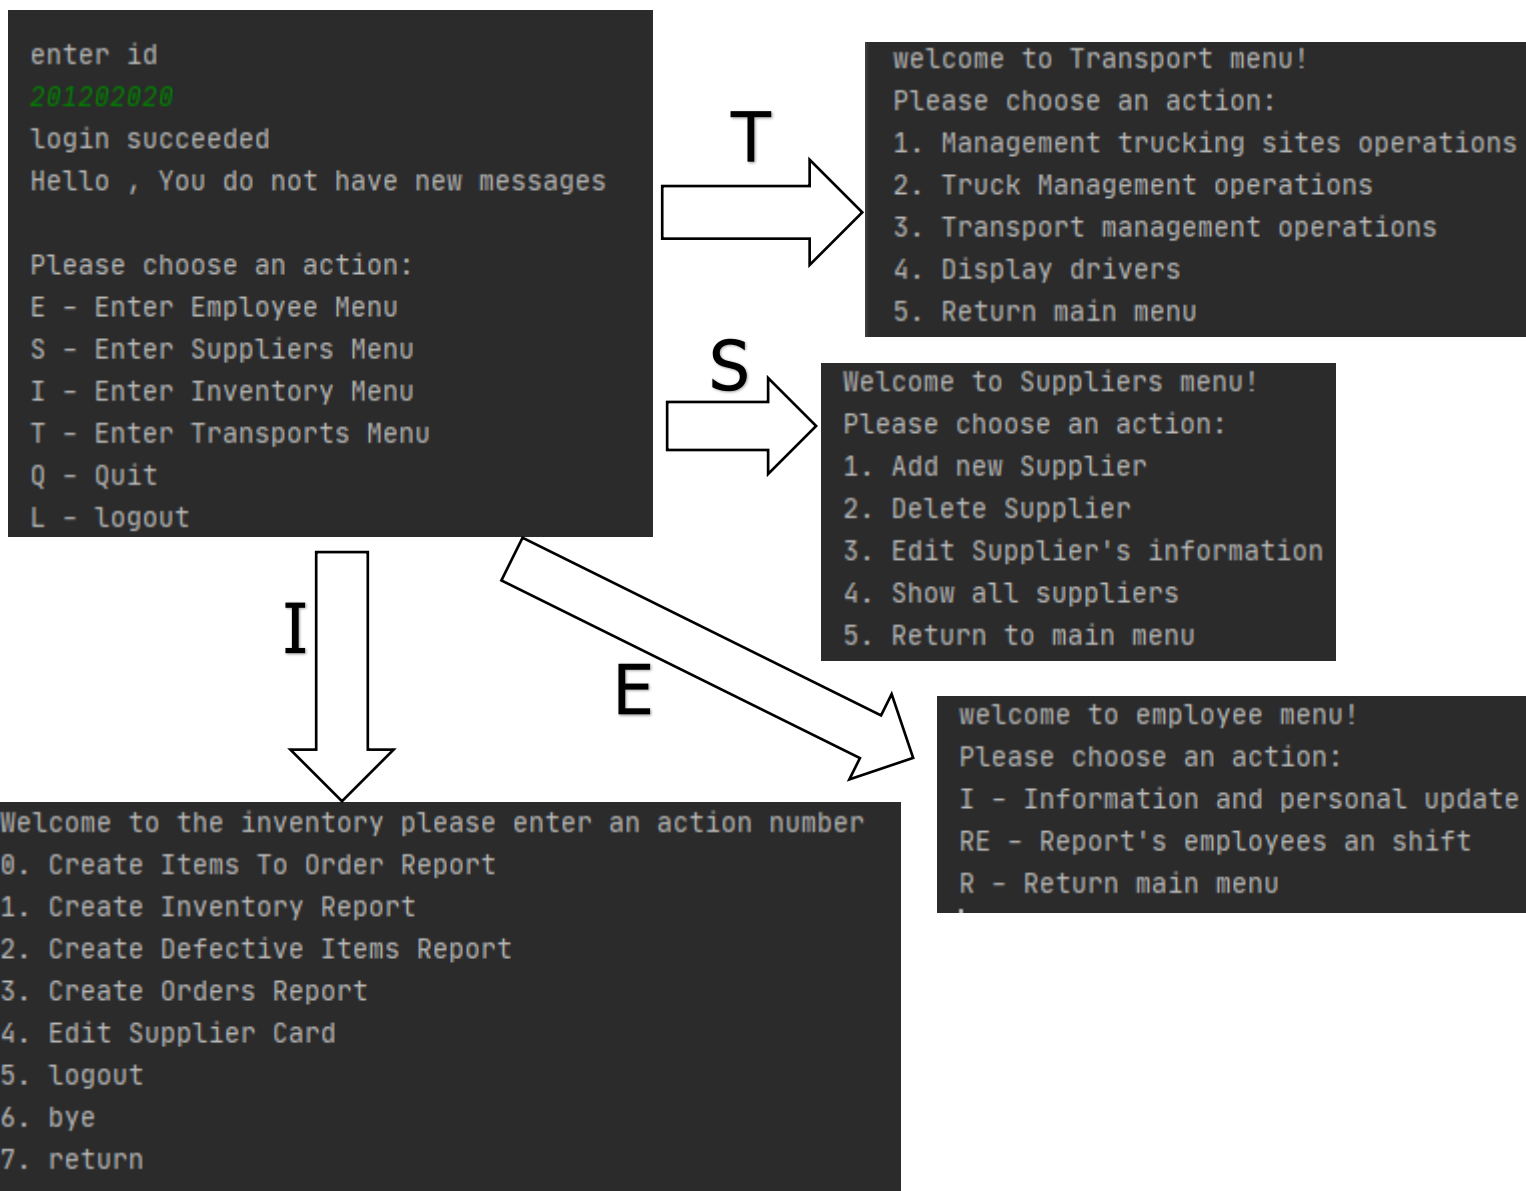 enter id
201202020
login succeeded
Hello , You do not have new messages
Please choose an action:
E - Enter Employee Menu
S - Enter Suppliers Menu
I - Enter Inventory Menu
T - Enter Transports Menu
Q - Quit
L - logout
T
welcome to Transport menu!
Please choose an action:
1. Management trucking sites operations
2. Truck Management operations
3. Transport management operations
4. Display drivers
5. Return main menu
S
Welcome to Suppliers menu!
Please choose an action:
1. Add new Supplier
2. Delete Supplier
3. Edit Supplier's information
4. Show all suppliers
5. Return to main menu
E
welcome to employee menu!
Please choose an action:
I - Information and personal update
RE - Report's employees an shift
R - Return main menu
I
Welcome to the inventory please enter an action number
0. Create Items To Order Report
1. Create Inventory Report
2. Create Defective Items Report
3. Create Orders Report
4. Edit Supplier Card
5. logout
6. bye
7. return